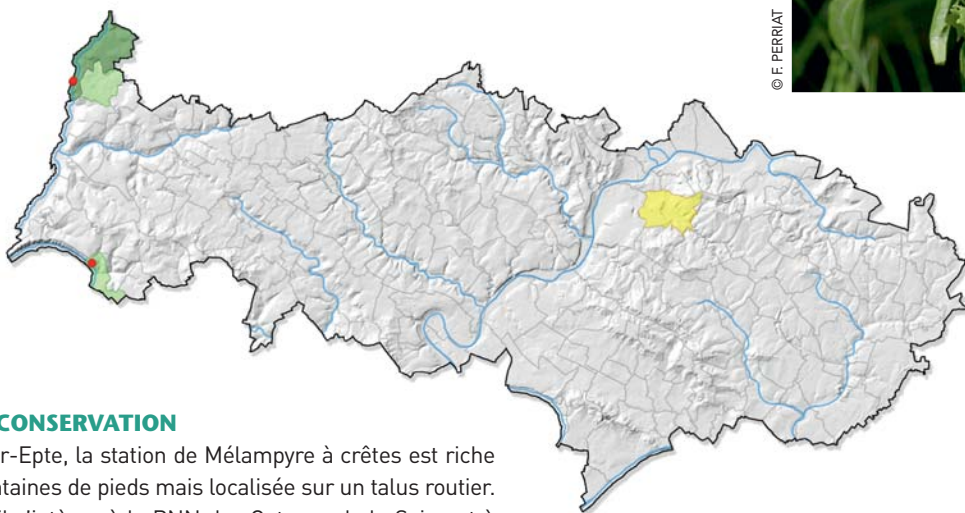 © F. PERRIAT
CONSERVATION
r-Epte, la station de Mélampyre à crêtes est riche
ntaines de pieds mais localisée sur un talus routier.